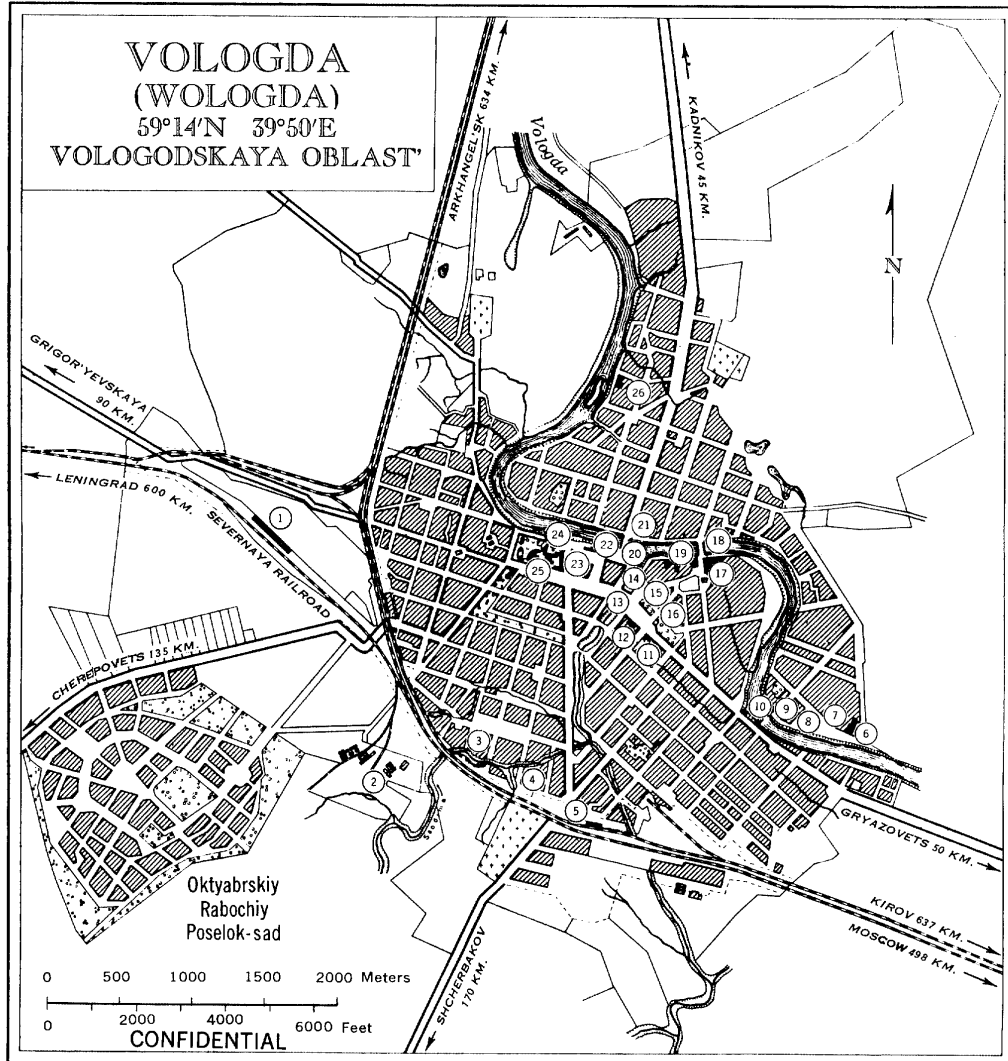 VOLOGDA
(WOLOGDA)
59°14'N 39°50'E
VOLOGODSKAYA OBLAST'
ARKHANGEL'SK 634 KM.
KADNIKOV 45 KM.
Vologda
N
GRIGOR'YEVSKAYA
90 KM.
LENINGRAD 600 KM.
SEVERNAYA RAILROAD
CHEREPOVETS 135 KM.
26
1
21
24
22
18
20
19
23
25
14
17
15
13
16
12
11
10
9
8
7
6
3
2
4
5
GRYAZOVETS 50 KM.
KIROV 637 KM.
MOSCOW 498 KM.
SHCHERBAKOV
170 KM.
Oktyabrskiy
Rabochiy
Poselok-sad
0 500 1000 1500 2000 Meters
0 2000 4000 6000 Feet
CONFIDENTIAL